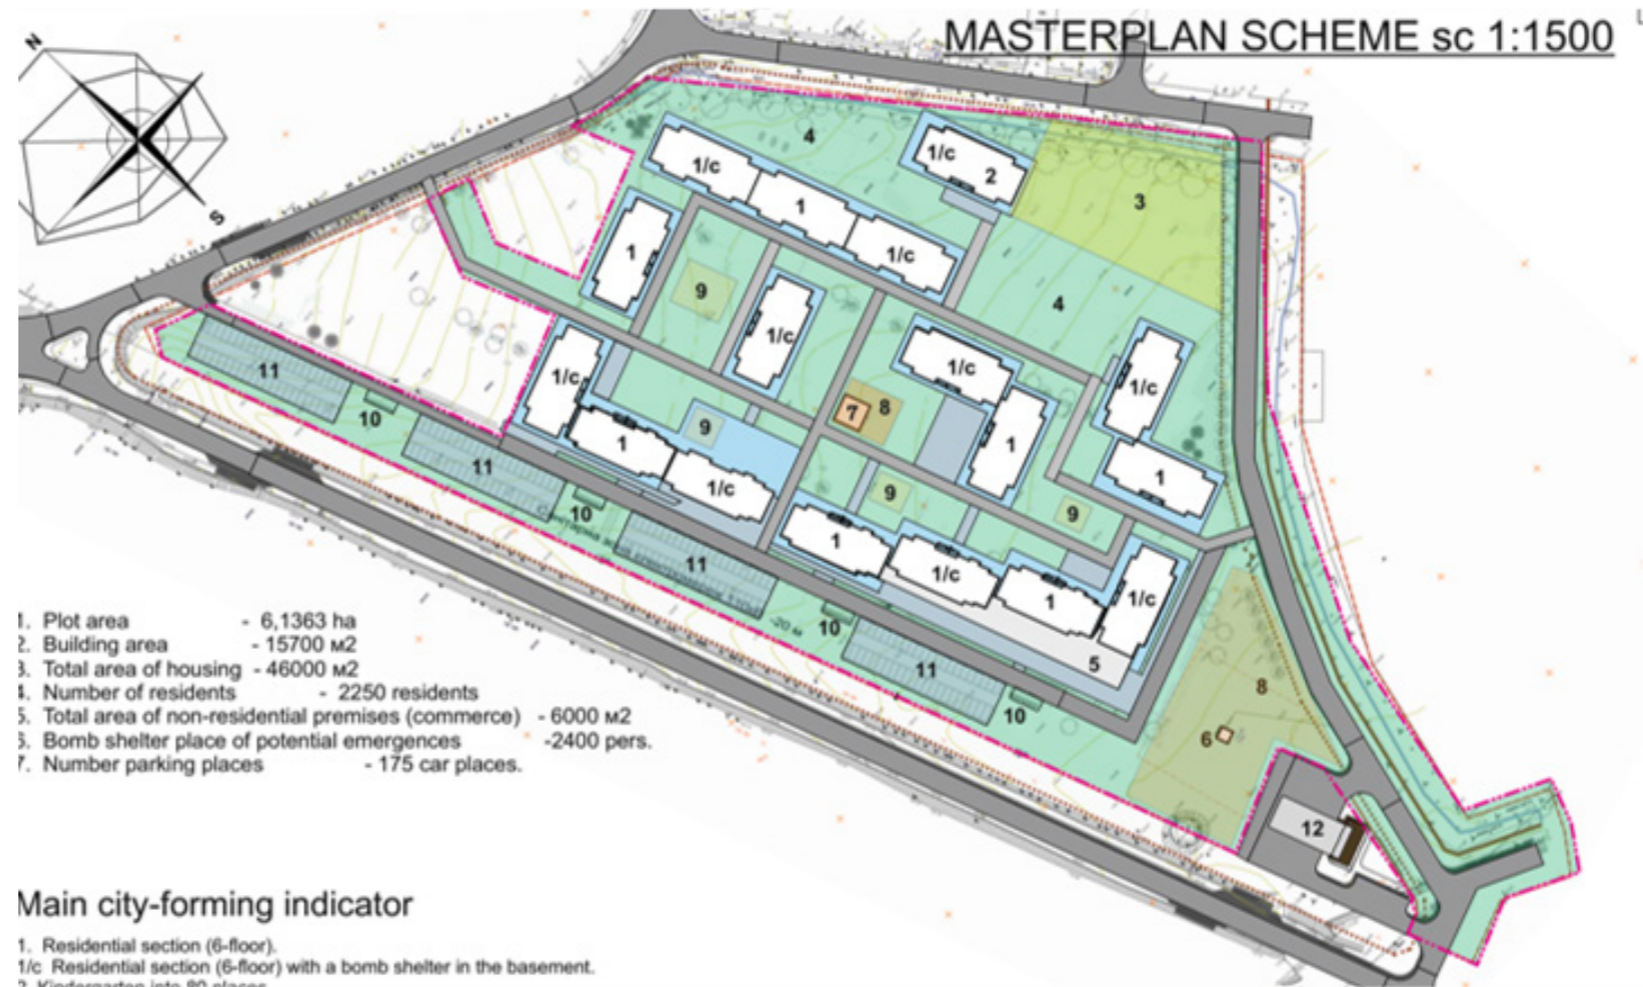 MASTERPLAN SCHEME sc 1:1500
N
S
4
1/c
2
1/c
3
1
1
1/c
9
4
1/c
11
1/c
1/c
1/c
7
8
10
9
1
1
1
11
1/c
9
10
9
1
11
1/c
1
1/c
-20 м
10
5
11
8
10
6
12
1. Plot area - 6,1363 ha
2. Building area - 15700 м2
3. Total area of housing - 46000 м2
4. Number of residents - 2250 residents
5. Total area of non-residential premises (commerce) - 6000 м2
6. Bomb shelter place of potential emergences -2400 pers.
7. Number parking places - 175 car places.
Main city-forming indicator
1. Residential section (6-floor).
1/c Residential section (6-floor) with a bomb shelter in the basement.
2. Kindergarten into 80 places